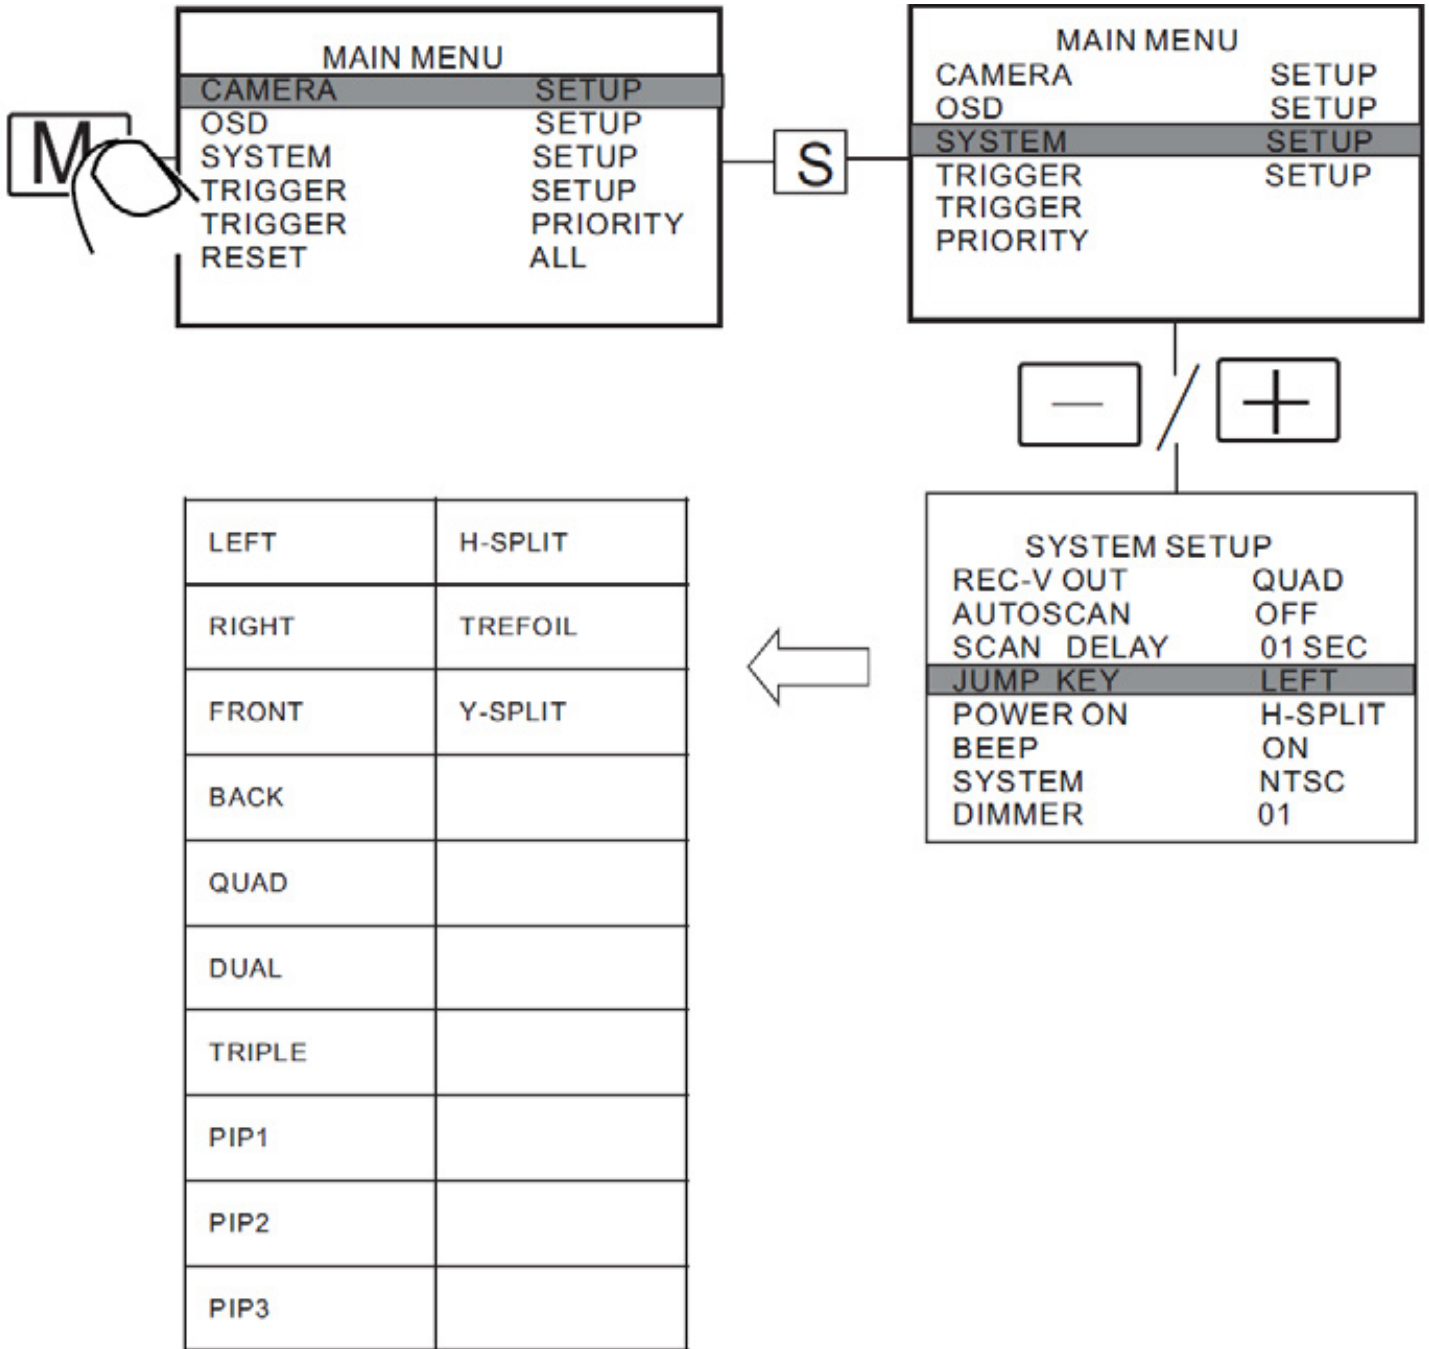 M
MAIN MENU
CAMERA SETUP
OSD SETUP
SYSTEM SETUP
TRIGGER SETUP
TRIGGER PRIORITY
RESET ALL
S
MAIN MENU
CAMERA SETUP
OSD SETUP
SYSTEM SETUP
TRIGGER SETUP
TRIGGER
PRIORITY
— / +
SYSTEM SETUP
REC-V OUT QUAD
AUTOSCAN OFF
SCAN DELAY 01 SEC
JUMP KEY LEFT
POWER ON H-SPLIT
BEEP ON
SYSTEM NTSC
DIMMER 01
LEFT H-SPLIT
RIGHT TREFOIL
FRONT Y-SPLIT
BACK
QUAD
DUAL
TRIPLE
PIP1
PIP2
PIP3